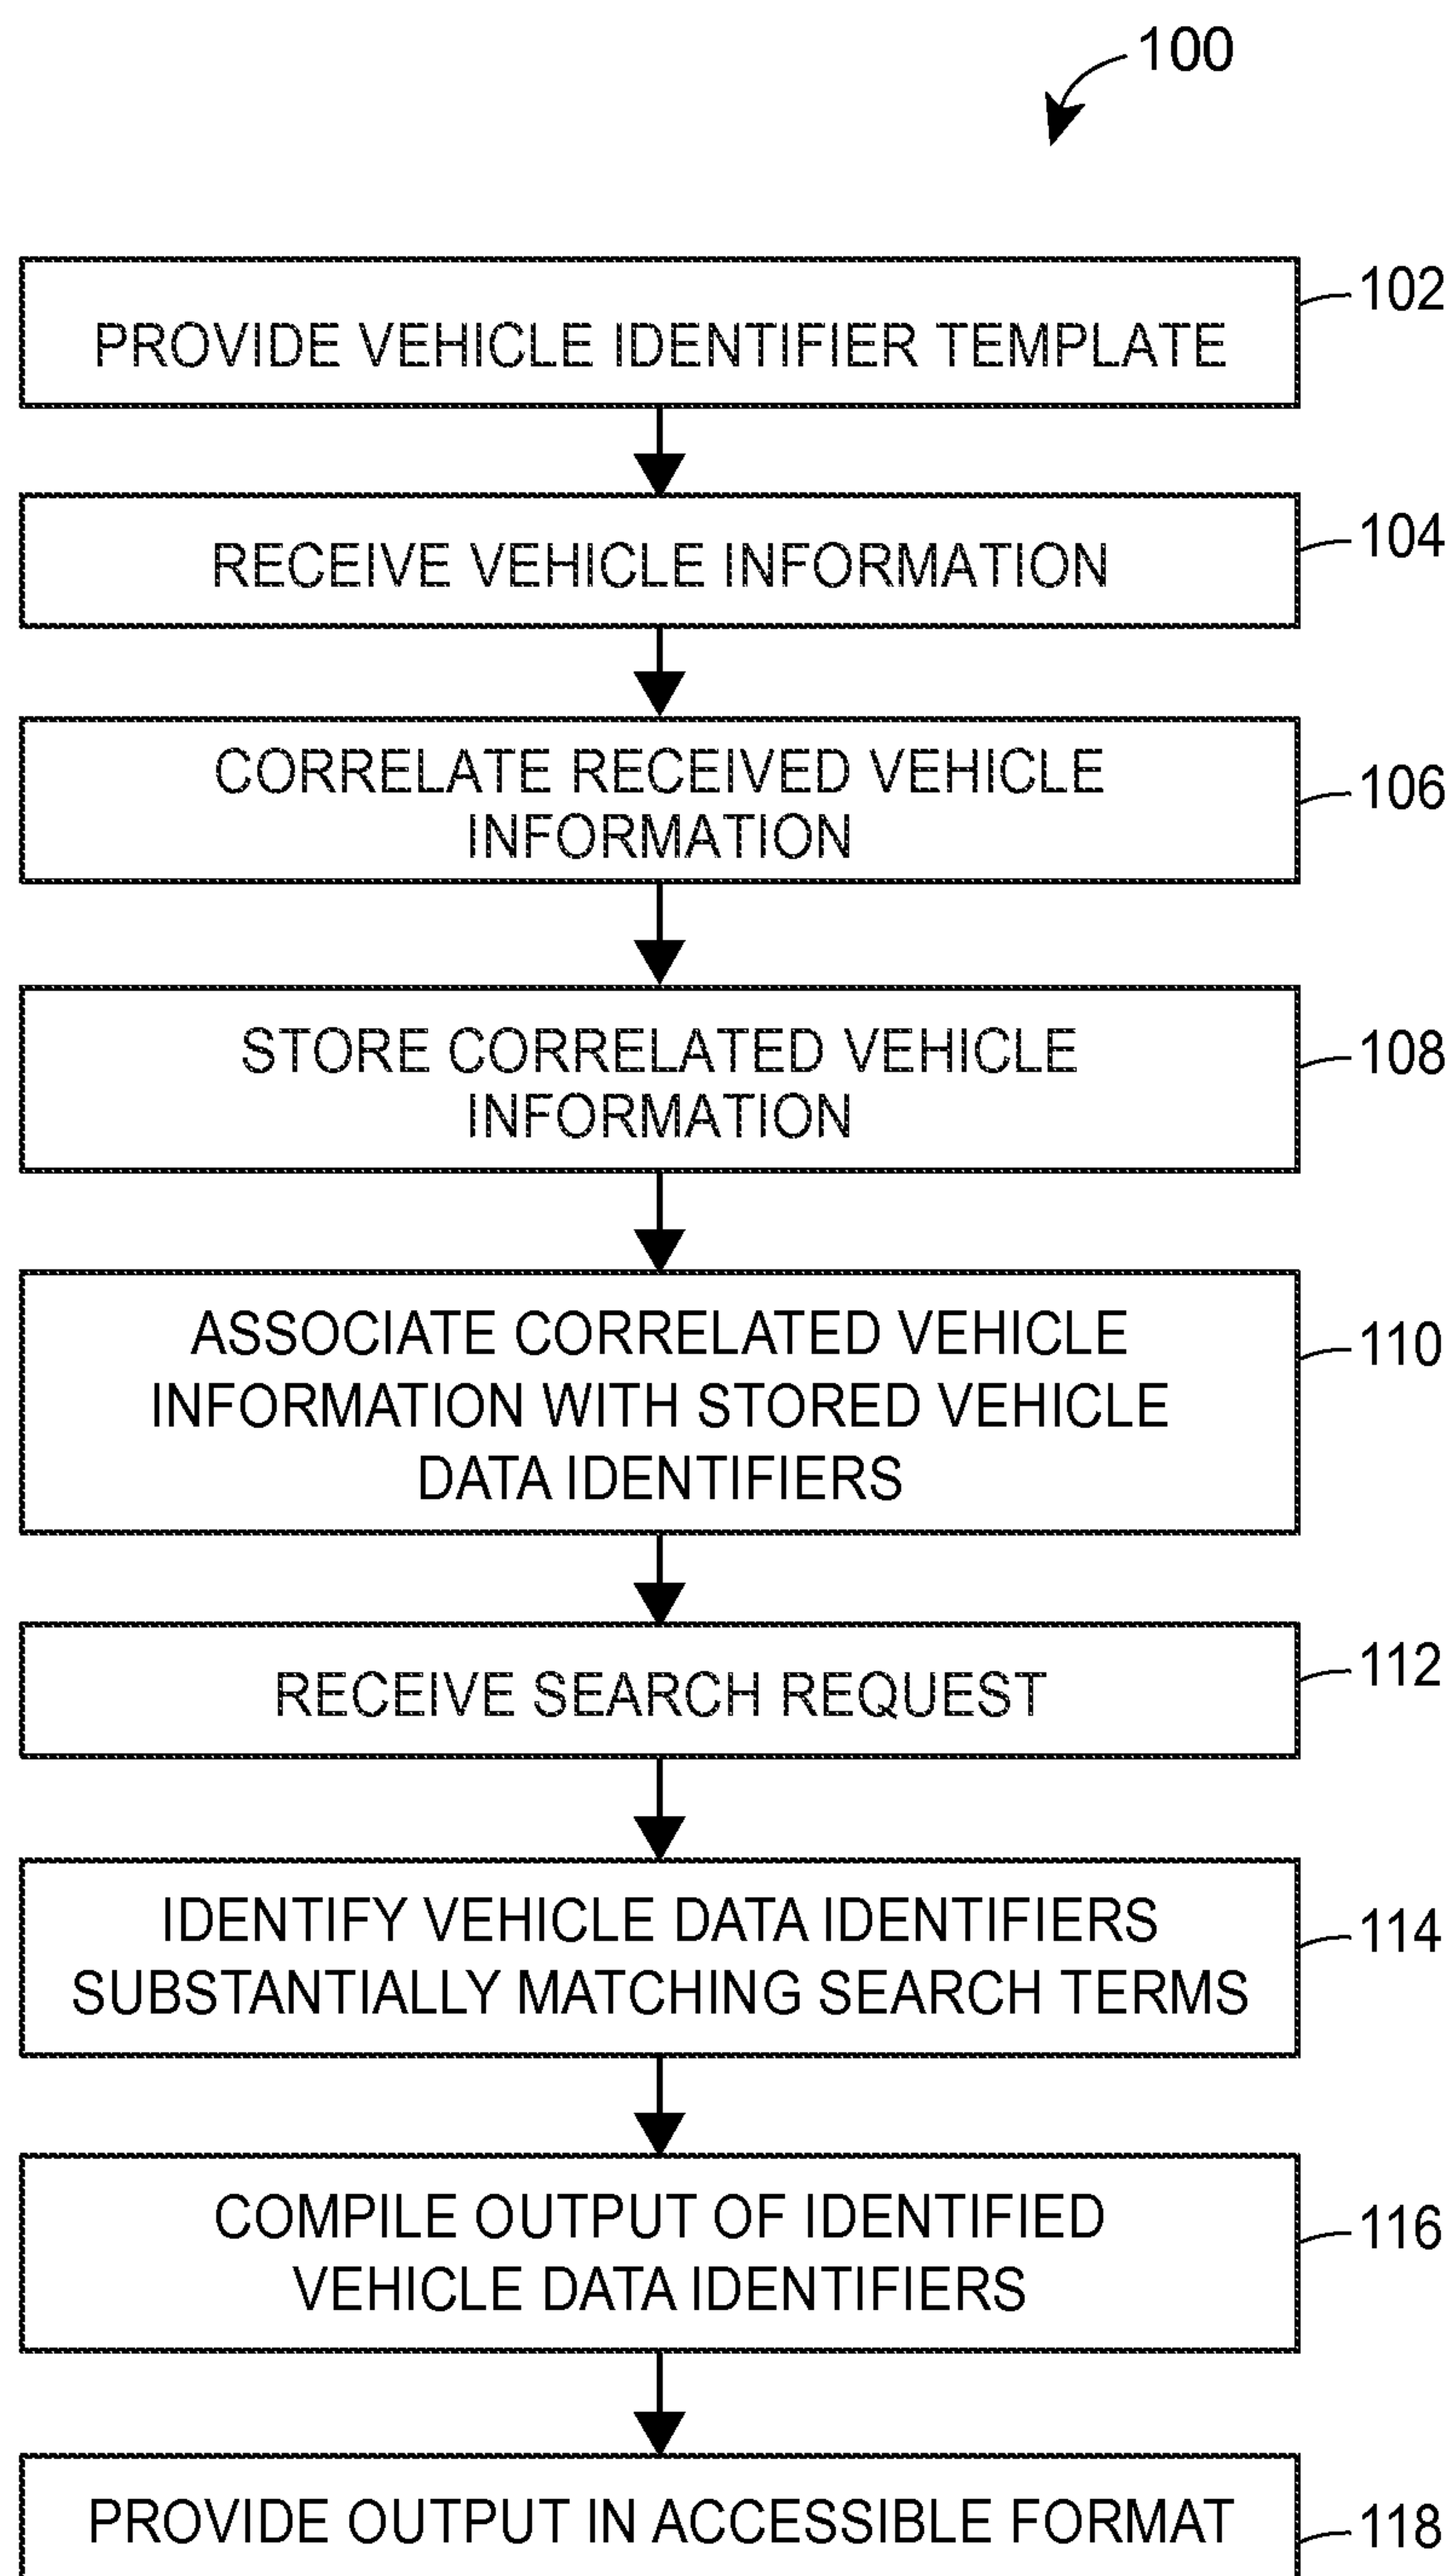 100
PROVIDE VEHICLE IDENTIFIER TEMPLATE
102
RECEIVE VEHICLE INFORMATION
104
CORRELATE RECEIVED VEHICLE
INFORMATION
106
STORE CORRELATED VEHICLE
INFORMATION
108
ASSOCIATE CORRELATED VEHICLE
INFORMATION WITH STORED VEHICLE
DATA IDENTIFIERS
110
RECEIVE SEARCH REQUEST
112
IDENTIFY VEHICLE DATA IDENTIFIERS
SUBSTANTIALLY MATCHING SEARCH TERMS
114
COMPILE OUTPUT OF IDENTIFIED
VEHICLE DATA IDENTIFIERS
116
PROVIDE OUTPUT IN ACCESSIBLE FORMAT
118